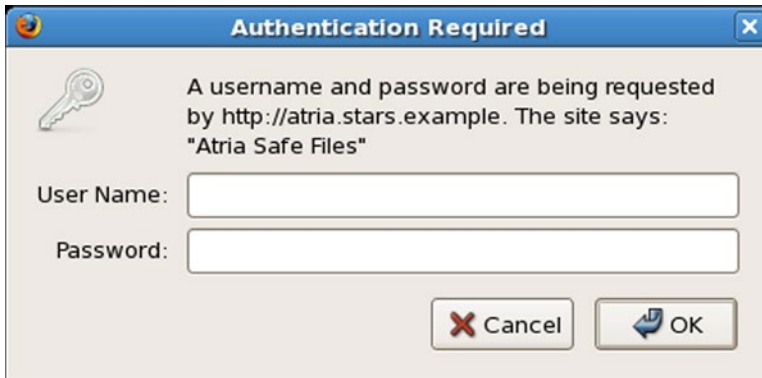 Authentication Required
A username and password are being requested
by http://atria.stars.example. The site says:
"Atria Safe Files"
User Name:
Password:
Cancel
OK